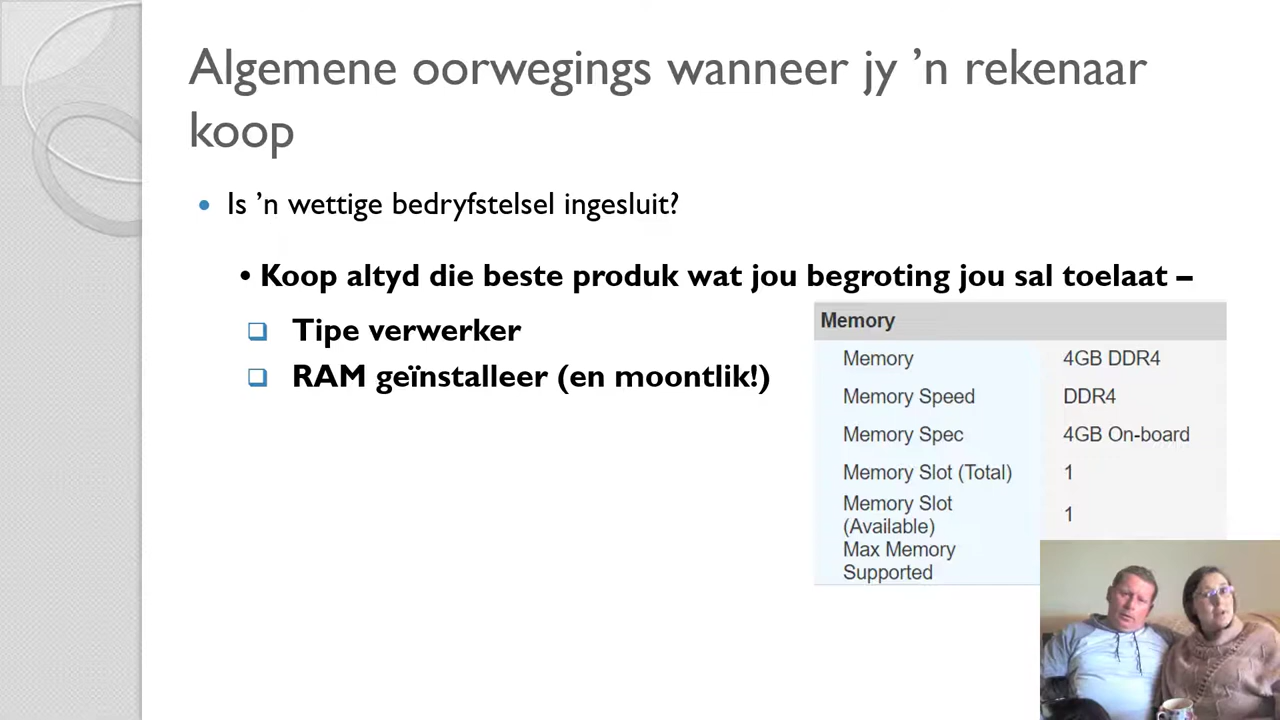 Algemene oorwegings wanneer jy ’n rekenaar
koop
• Is ’n wettige bedryfstelsel ingesluit?
• Koop altyd die beste produk wat jou begroting jou sal toelaat –
❑ Tipe verwerker
❑ RAM geïnstalleer (en moontlik!)
Memory
Memory 4GB DDR4
Memory Speed DDR4
Memory Spec 4GB On-board
Memory Slot (Total) 1
Memory Slot
(Available) 1
Max Memory
Supported